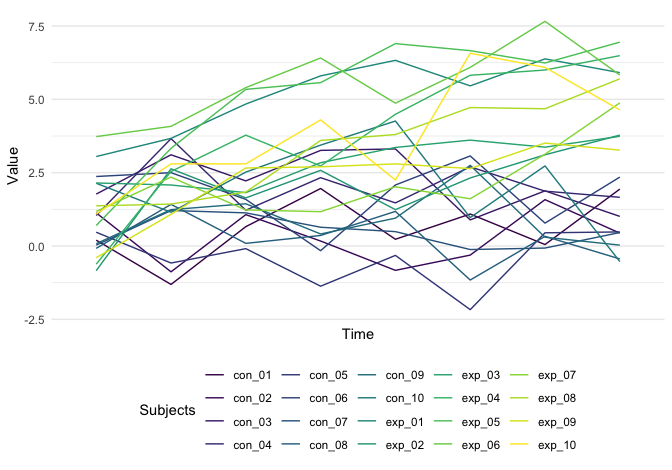 7.5
5.0
2.5
0.0
-2.5
Value
Time
Subjects
con_01 con_05 con_09 exp_03 exp_07
con_02 con_06 con_10 exp_04 exp_08
con_03 con_07 exp_01 exp_05 exp_09
con_04 con_08 exp_02 exp_06 exp_10